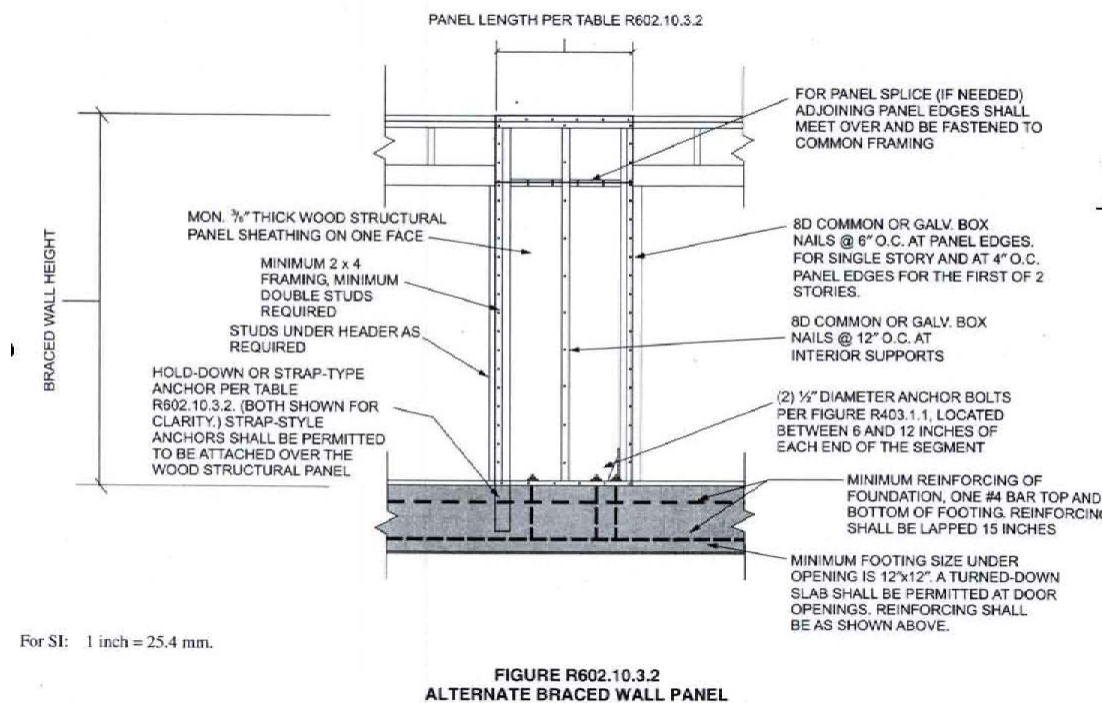 PANEL LENGTH PER TABLE R602.10.3.2
FOR PANEL SPLICE (IF NEEDED)
ADJOINING PANEL EDGES SHALL
MEET OVER AND BE FASTENED TO
COMMON FRAMING
MON. ⅜" THICK WOOD STRUCTURAL
PANEL SHEATHING ON ONE FACE
8D COMMON OR GALV. BOX
NAILS @ 6" O.C. AT PANEL EDGES.
FOR SINGLE STORY AND AT 4" O.C.
PANEL EDGES FOR THE FIRST OF 2
STORIES.
MINIMUM 2 x 4
FRAMING, MINIMUM
DOUBLE STUDS
REQUIRED
BRACED WALL HEIGHT
STUDS UNDER HEADER AS
REQUIRED
8D COMMON OR GALV. BOX
NAILS @ 12" O.C. AT
INTERIOR SUPPORTS
HOLD-DOWN OR STRAP-TYPE
ANCHOR PER TABLE
R602.10.3.2. (BOTH SHOWN FOR
CLARITY.) STRAP-STYLE
ANCHORS SHALL BE PERMITTED
TO BE ATTACHED OVER THE
WOOD STRUCTURAL PANEL
(2) ½" DIAMETER ANCHOR BOLTS
PER FIGURE R403.1.1, LOCATED
BETWEEN 6 AND 12 INCHES OF
EACH END OF THE SEGMENT
MINIMUM REINFORCING OF
FOUNDATION, ONE #4 BAR TOP AND
BOTTOM OF FOOTING. REINFORCING
SHALL BE LAPPED 15 INCHES
MINIMUM FOOTING SIZE UNDER
OPENING IS 12"x12". A TURNED-DOWN
SLAB SHALL BE PERMITTED AT DOOR
OPENINGS. REINFORCING SHALL
BE AS SHOWN ABOVE.
For SI: 1 inch = 25.4 mm.
FIGURE R602.10.3.2
ALTERNATE BRACED WALL PANEL